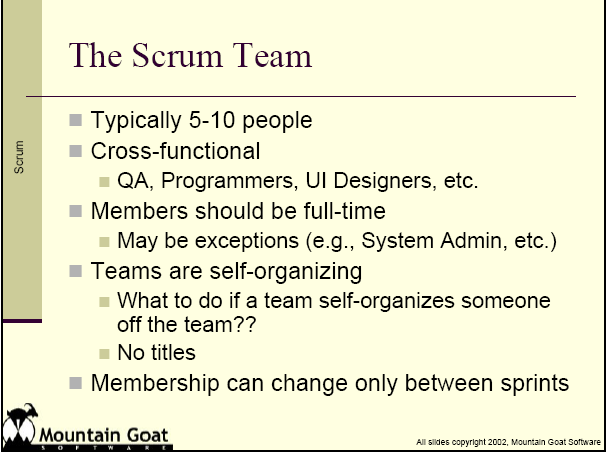 The Scrum Team
Scrum
Typically 5-10 people
Cross-functional
QA, Programmers, UI Designers, etc.
Members should be full-time
May be exceptions (e.g., System Admin, etc.)
Teams are self-organizing
What to do if a team self-organizes someone
off the team??
No titles
Membership can change only between sprints
Mountain Goat
SOFTWARE
All slides copyright 2002, Mountain Goat Software